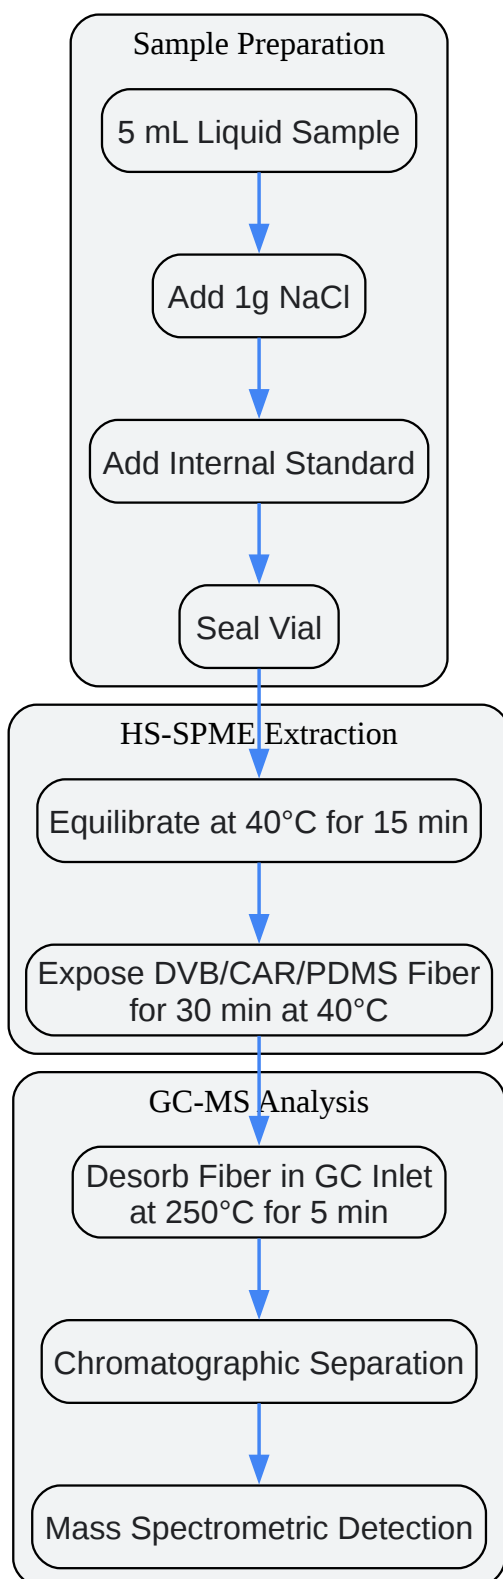 Sample Preparation
5 mL Liquid Sample
Add 1g NaCl
Add Internal Standard
Seal Vial
HS-SPME Extraction
Equilibrate at 40°C for 15 min
Expose DVB/CAR/PDMS Fiber
for 30 min at 40°C
GC-MS Analysis
Desorb Fiber in GC Inlet
at 250°C for 5 min
Chromatographic Separation
Mass Spectrometric Detection